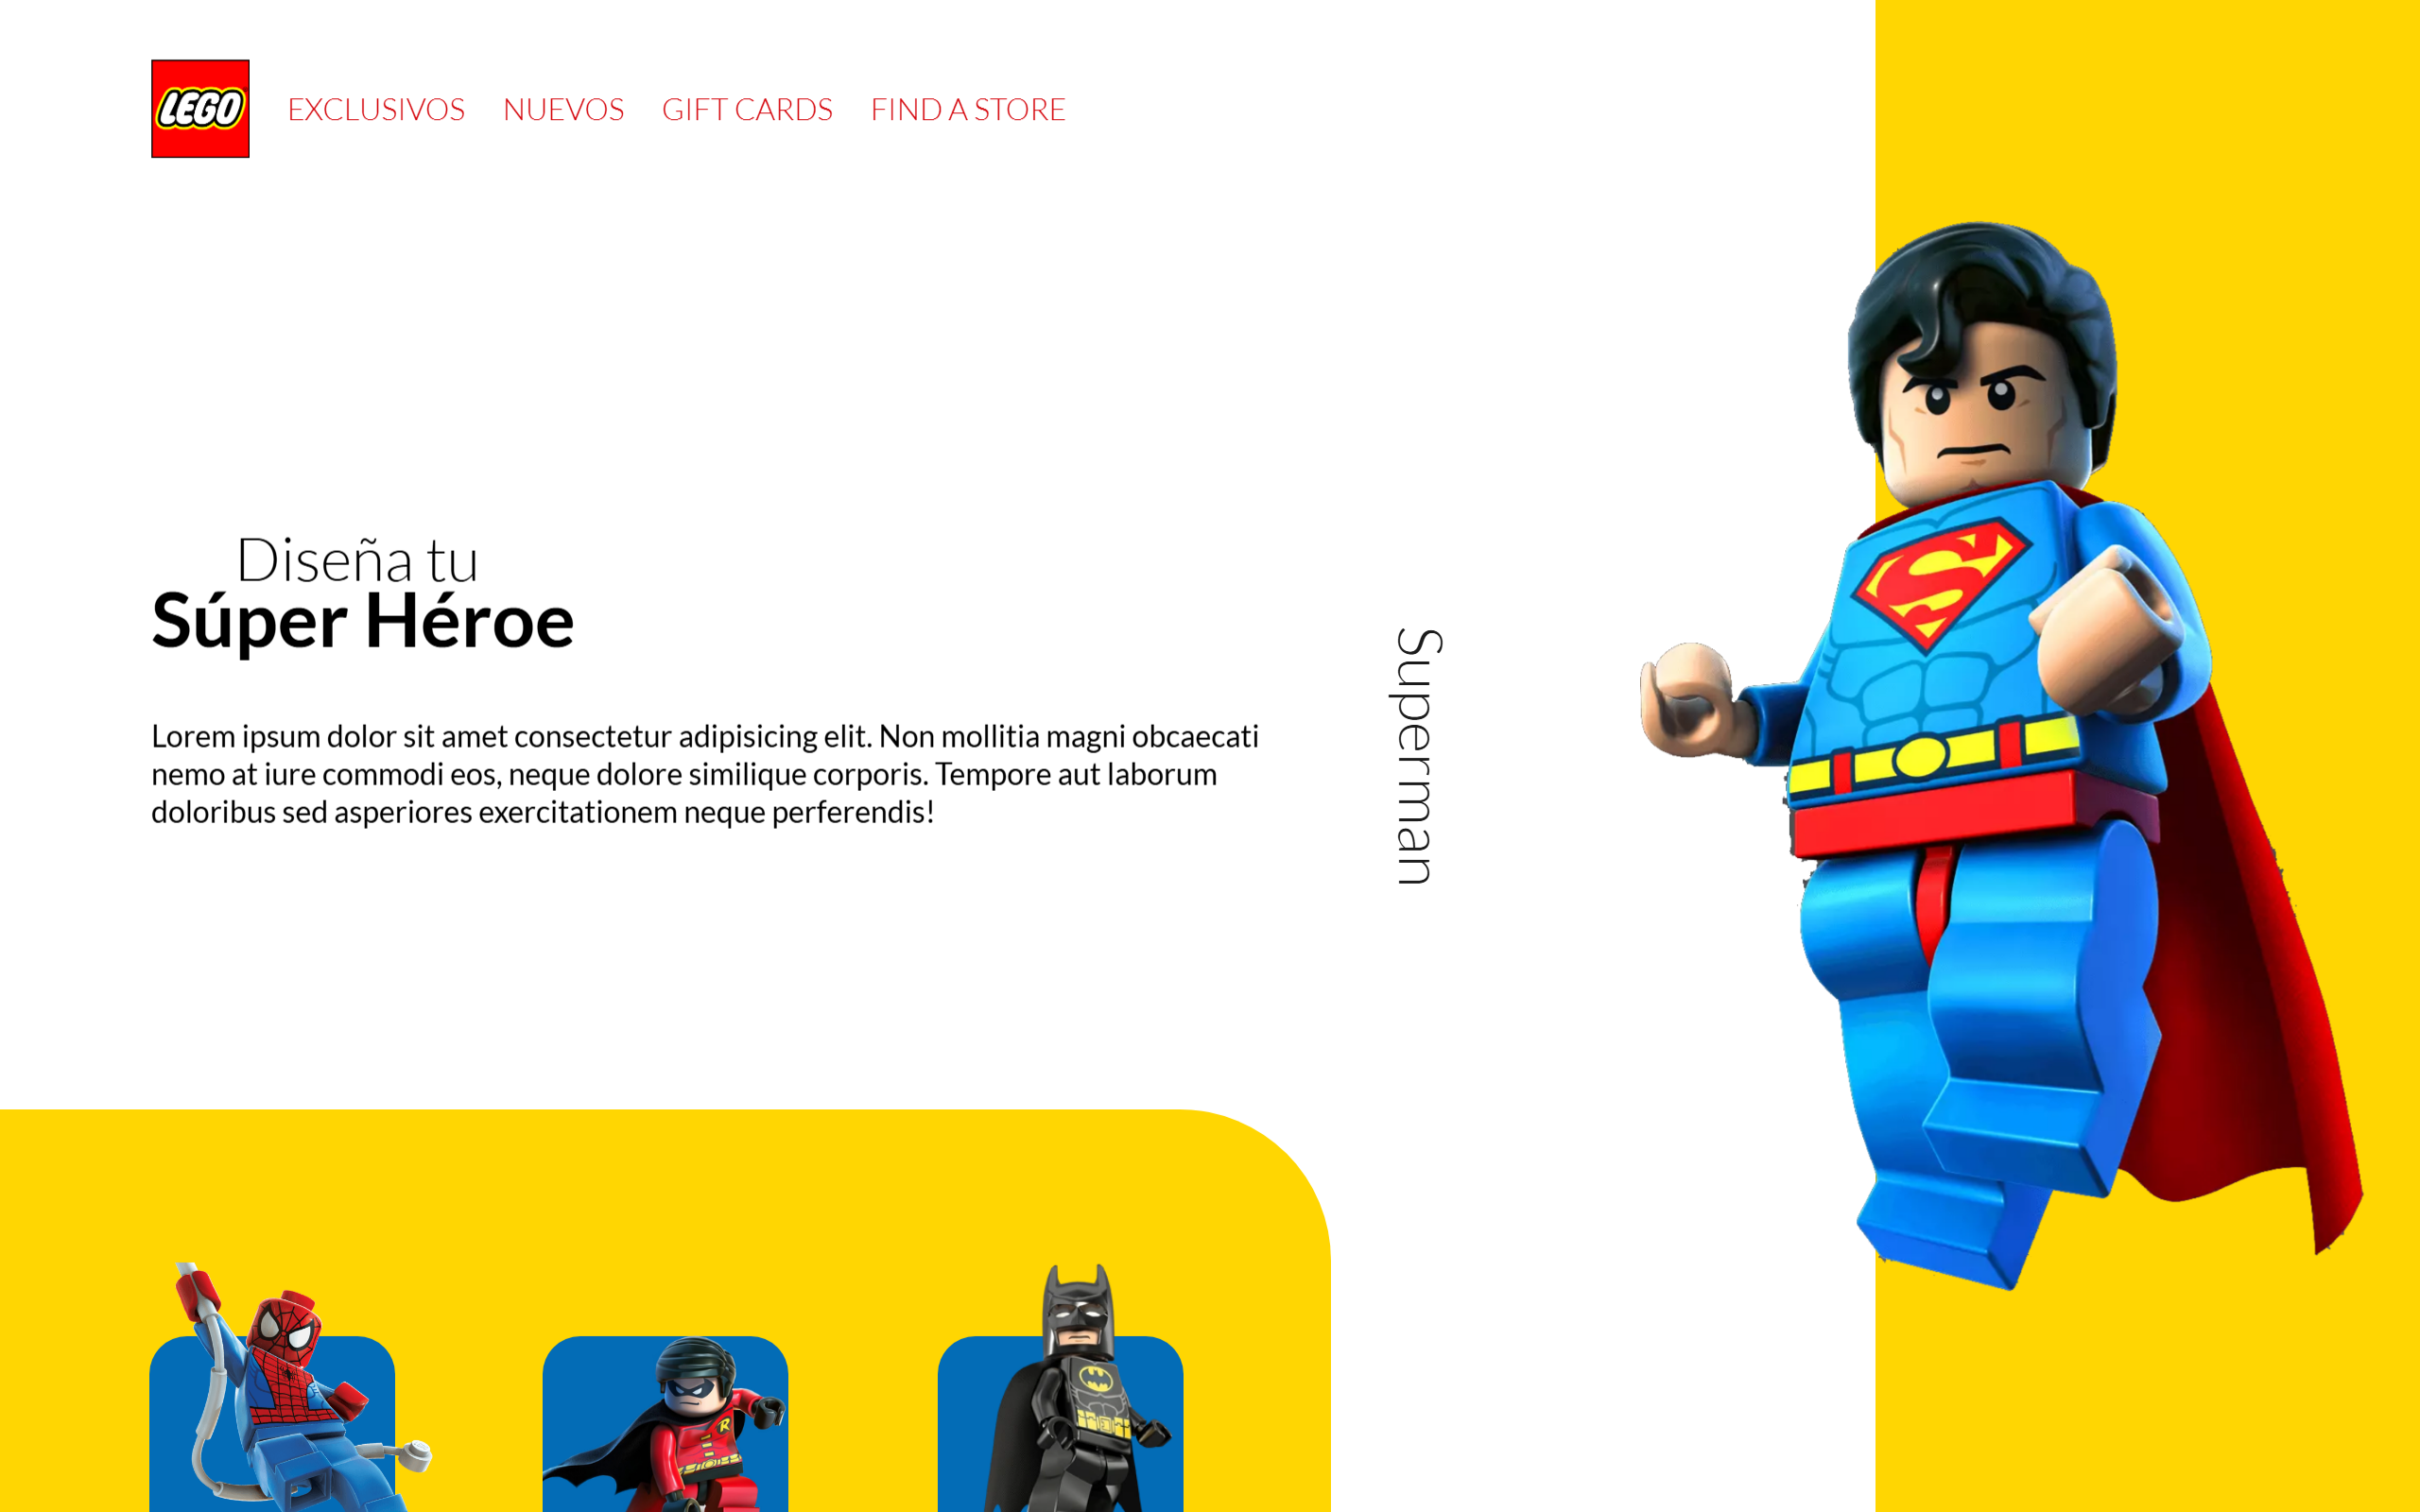 LEGO
EXCLUSIVOS NUEVOS GIFT CARDS FIND A STORE
Diseña tu
Súper Héroe
Lorem ipsum dolor sit amet consectetur adipisicing elit. Non mollitia magni obcaecati
nemo at iure commodi eos, neque dolore similique corporis. Tempore aut laborum
doloribus sed asperiores exercitationem neque perferendis!
Superman
S
R